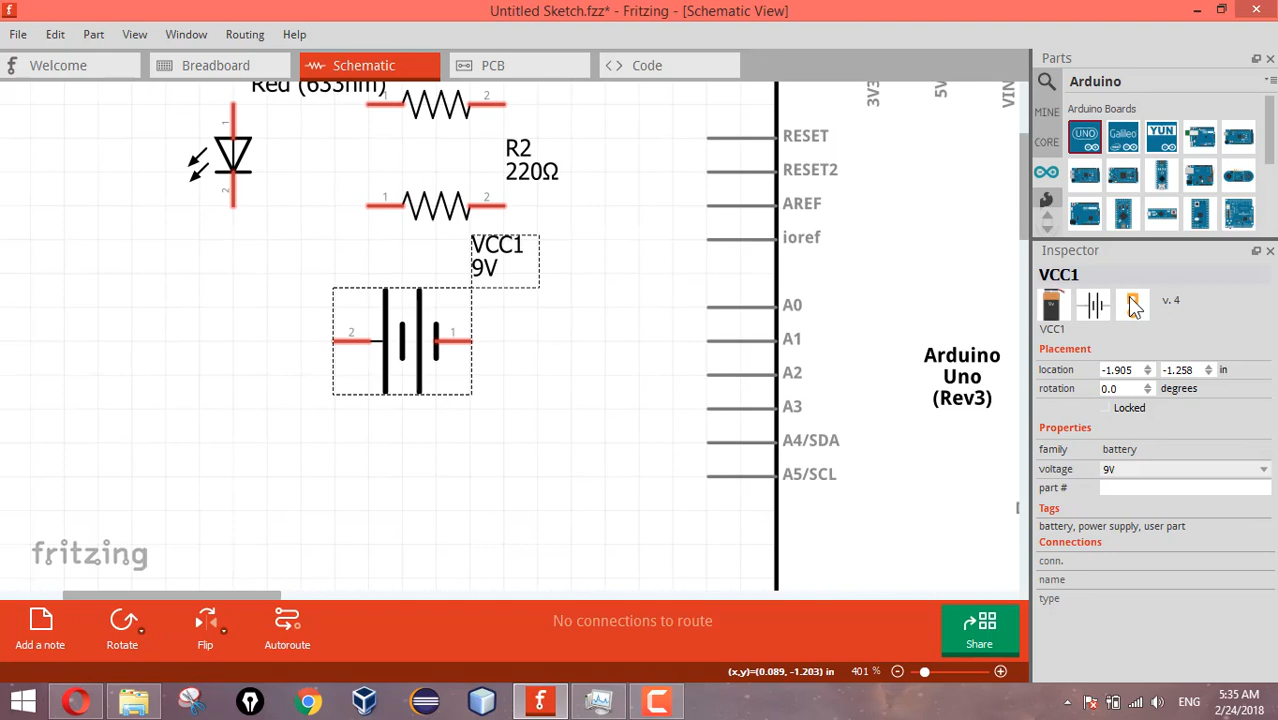 Untitled Sketch.fzz* - Fritzing - [Schematic View]
File Edit Part View Window Routing Help
Welcome Breadboard Schematic PCB Code
Red (633nm)
1 2
1
2
R2
220Ω
1 2
VCC1
9V
2 1
3V3 5V VIN
RESET
RESET2
AREF
ioref
A0
A1
A2
A3
A4/SDA
A5/SCL
Arduino
Uno
(Rev3)
D
fritzing
Parts
Arduino
Arduino Boards
MINE
CORE
UNO Galileo YUN
Inspector
VCC1
v. 4
VCC1
Placement
location -1.905 -1.258 in
rotation 0.0 degrees
Locked
Properties
family battery
voltage 9V
part #
Tags
battery, power supply, user part
Connections
conn.
name
type
Add a note Rotate Flip Autoroute
No connections to route
Share
(x,y)=(0.089, -1.203) in 401 %
ENG
5:35 AM
2/24/2018